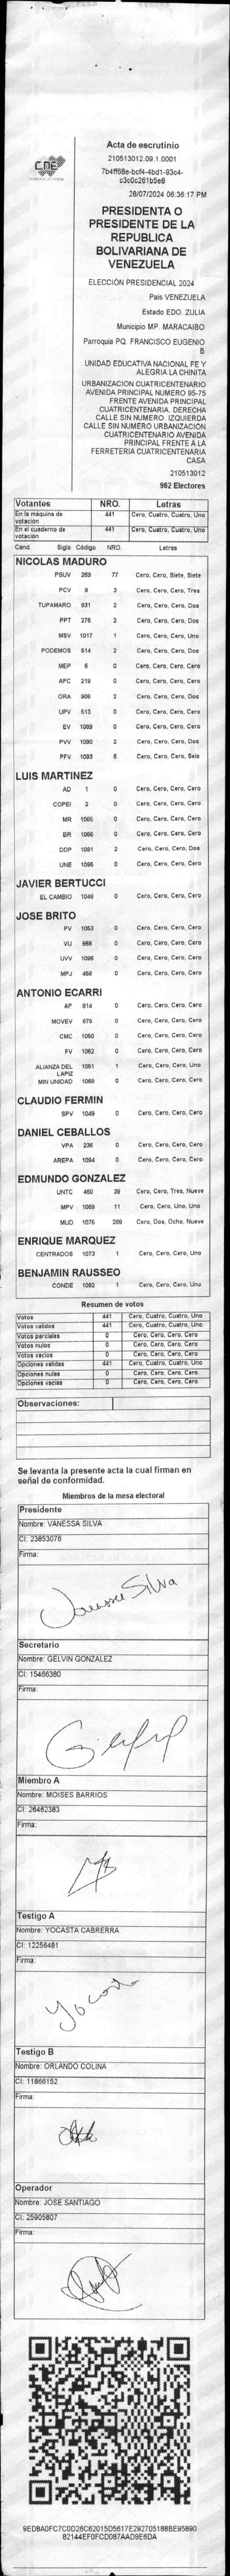 CNE
Acta de escrutinio
210513012.09.1.0001
7b4ff68e-bcf4-4bd1-93c4-
c3c0c261b5e8
28/07/2024 06:36:17 PM
PRESIDENTA O
PRESIDENTE DE LA
REPUBLICA
BOLIVARIANA DE
VENEZUELA
ELECCIÓN PRESIDENCIAL 2024
Pais VENEZUELA
Estado EDO. ZULIA
Municipio MP. MARACAIBO
Parroquia PQ. FRANCISCO EUGENIO
B
UNIDAD EDUCATIVA NACIONAL FE Y
ALEGRIA LA CHINITA
URBANIZACION CUATRICENTENARIO
AVENIDA PRINCIPAL NUMERO 95-75
FRENTE AVENIDA PRINCIPAL
CUATRICENTENARIA. DERECHA
CALLE SIN NUMERO. IZQUIERDA
CALLE SIN NUMERO URBANIZACION
CUATRICENTENARIO AVENIDA
PRINCIPAL FRENTE A LA
FERRETERIA CUATRICENTENARIA
CASA
210513012
962 Electores
Votantes NRO. Letras
En la máquina de votación 441 Cero, Cuatro, Cuatro, Uno
En el cuaderno de votación 441 Cero, Cuatro, Cuatro, Uno
Cand. Sigla Código NRO. Letras
NICOLAS MADURO
PSUV 269 77 Cero, Cero, Siete, Siete
PCV 9 3 Cero, Cero, Cero, Tres
TUPAMARO 931 2 Cero, Cero, Cero, Dos
PPT 276 2 Cero, Cero, Cero, Dos
MSV 1017 1 Cero, Cero, Cero, Uno
PODEMOS 514 2 Cero, Cero, Cero, Dos
MEP 6 0 Cero, Cero, Cero, Cero
APC 219 0 Cero, Cero, Cero, Cero
ORA 906 2 Cero, Cero, Cero, Dos
UPV 513 0 Cero, Cero, Cero, Cero
EV 1089 0 Cero, Cero, Cero, Cero
PVV 1090 2 Cero, Cero, Cero, Dos
PFV 1093 6 Cero, Cero, Cero, Seis
LUIS MARTINEZ
AD 1 0 Cero, Cero, Cero, Cero
COPEI 2 0 Cero, Cero, Cero, Cero
MR 1065 0 Cero, Cero, Cero, Cero
BR 1066 0 Cero, Cero, Cero, Cero
DDP 1091 2 Cero, Cero, Cero, Dos
UNE 1095 0 Cero, Cero, Cero, Cero
JAVIER BERTUCCI
EL CAMBIO 1048 0 Cero, Cero, Cero, Cero
JOSE BRITO
PV 1053 0 Cero, Cero, Cero, Cero
VU 868 0 Cero, Cero, Cero, Cero
UVV 1096 0 Cero, Cero, Cero, Cero
MPJ 458 0 Cero, Cero, Cero, Cero
ANTONIO ECARRI
AP 814 0 Cero, Cero, Cero, Cero
MOVEV 879 0 Cero, Cero, Cero, Cero
CMC 1050 0 Cero, Cero, Cero, Cero
FV 1062 0 Cero, Cero, Cero, Cero
ALIANZA DEL LAPIZ 1051 1 Cero, Cero, Cero, Uno
MIN UNIDAD 1068 0 Cero, Cero, Cero, Cero
CLAUDIO FERMIN
SPV 1049 0 Cero, Cero, Cero, Cero
DANIEL CEBALLOS
VPA 236 0 Cero, Cero, Cero, Cero
AREPA 1094 0 Cero, Cero, Cero, Cero
EDMUNDO GONZALEZ
UNTC 460 39 Cero, Cero, Tres, Nueve
MPV 1069 11 Cero, Cero, Uno, Uno
MUD 1075 289 Cero, Dos, Ocho, Nueve
ENRIQUE MARQUEZ
CENTRADOS 1073 1 Cero, Cero, Cero, Uno
BENJAMIN RAUSSEO
CONDE 1092 1 Cero, Cero, Cero, Uno
Resumen de votos
Votos 441 Cero, Cuatro, Cuatro, Uno
Votos validos 441 Cero, Cuatro, Cuatro, Uno
Votos parciales 0 Cero, Cero, Cero, Cero
Votos nulos 0 Cero, Cero, Cero, Cero
Votos vacios 0 Cero, Cero, Cero, Cero
Opciones validas 441 Cero, Cuatro, Cuatro, Uno
Opciones nulas 0 Cero, Cero, Cero, Cero
Opciones vacias 0 Cero, Cero, Cero, Cero
Observaciones:
Se levanta la presente acta la cual firman en
señal de conformidad.
Miembros de la mesa electoral
Presidente
Nombre: VANESSA SILVA
CI: 23853076
Firma:
Vanessa Silva
Secretario
Nombre: GELVIN GONZALEZ
CI: 15466380
Firma:
Miembro A
Nombre: MOISES BARRIOS
CI: 26462383
Firma:
Testigo A
Nombre: YOCASTA CABRERRA
CI: 12256481
Firma:
Testigo B
Nombre: ORLANDO COLINA
CI: 11866152
Firma:
Operador
Nombre: JOSE SANTIAGO
CI: 25905807
Firma:
9EDBA0FC7C0D26C62015D5617E292705188BE95890
82144EF0FCD087AAD9E6DA